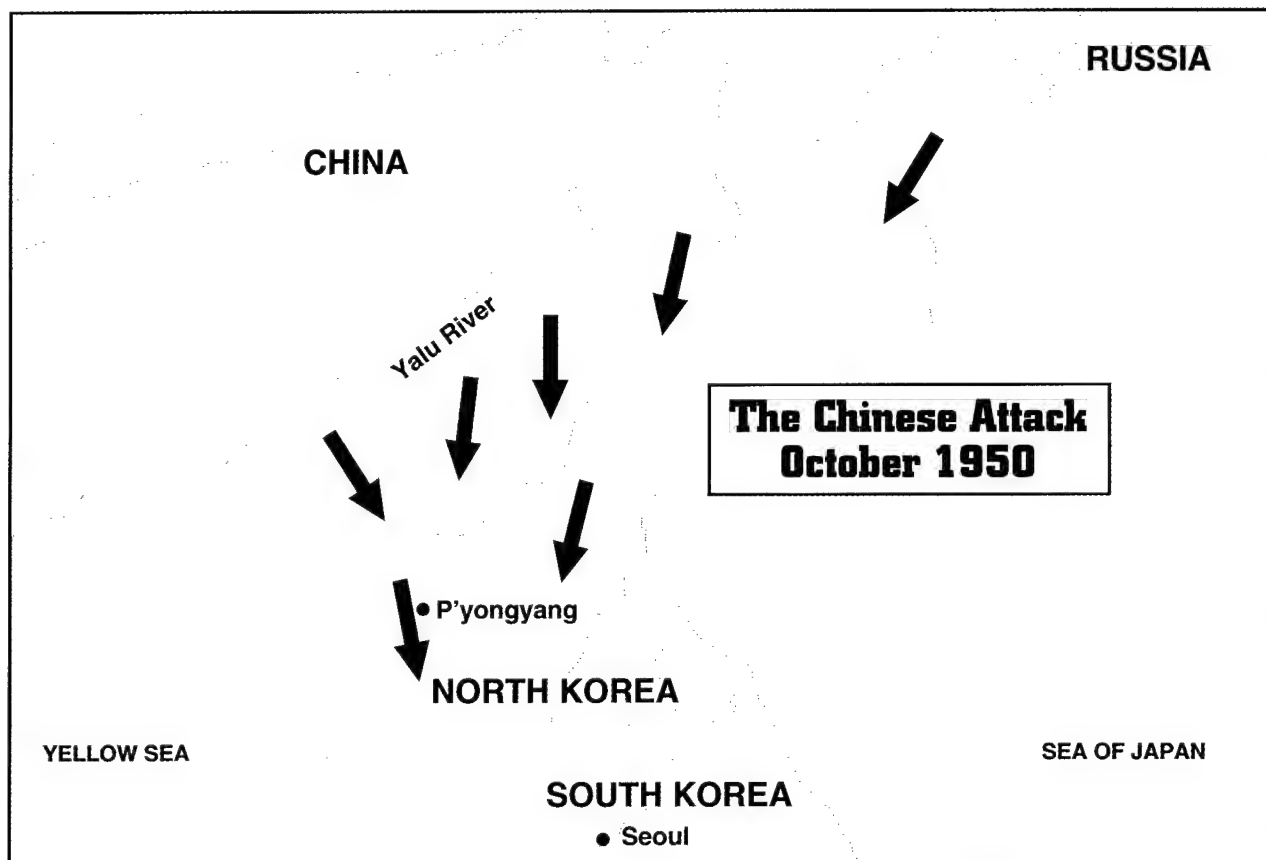 RUSSIA
CHINA
Yalu River
The Chinese Attack
October 1950
P'yongyang
NORTH KOREA
YELLOW SEA
SEA OF JAPAN
SOUTH KOREA
Seoul